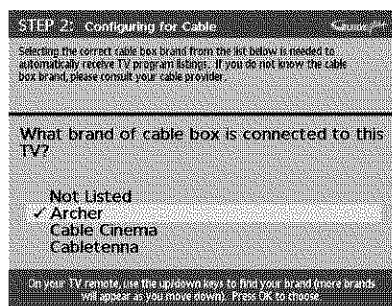 STEP 2: Configuring for Cable
Selecting the correct cable box brand from the list below is needed to
automatically receive TV program listings. If you do not know the cable
box brand, please consult your cable provider.
What brand of cable box is connected to this
TV?
Not Listed
✓ Archer
Cable Cinema
Cabletenna
On your TV remote, use the up/down keys to find your brand (more brands
will appear as you move down). Press OK to choose.